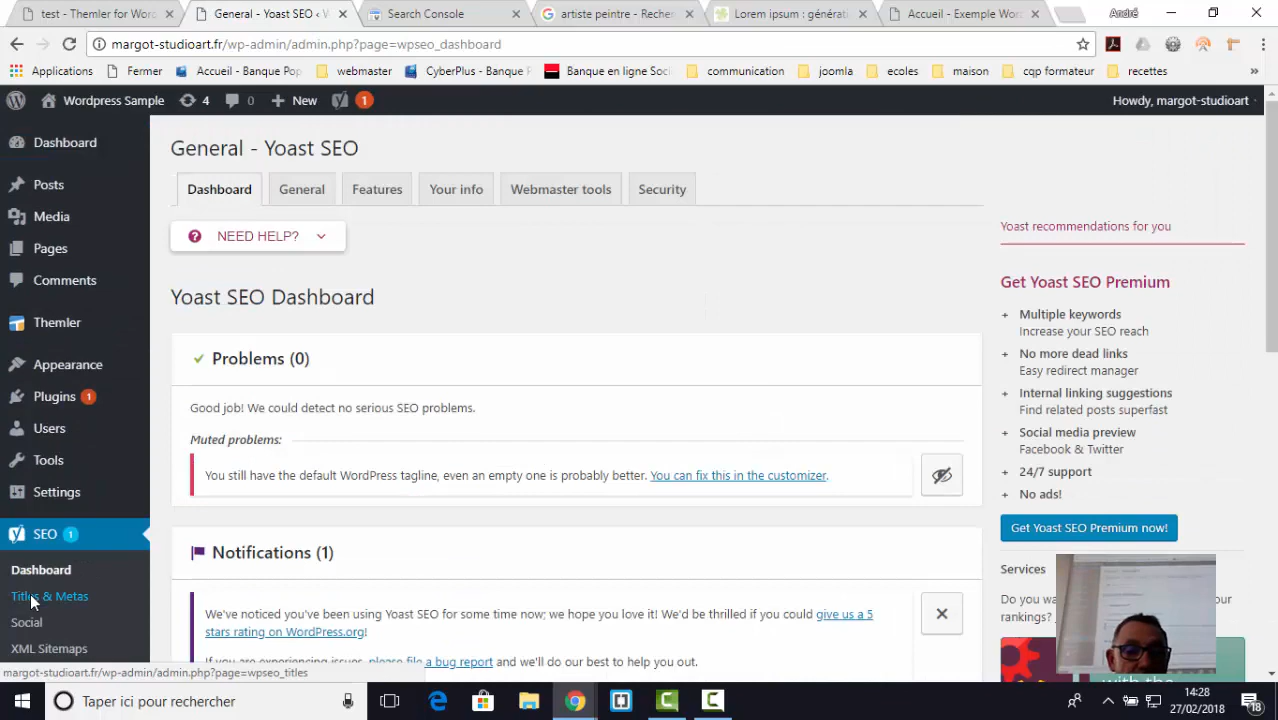 test - Themler for Wor
General - Yoast SEO ‹ W
Search Console
artiste peintre - Recher
Lorem ipsum : générati
Accueil - Exemple Wor
André
margot-studioart.fr/wp-admin/admin.php?page=wpseo_dashboard
Applications
Fermer
Accueil - Banque Pop
webmaster
CyberPlus - Banque P
Banque en ligne Soci
communication
joomla
ecoles
maison
cqp formateur
recettes
»
Wordpress Sample
4
0
+ New
1
Howdy, margot-studioart
Dashboard
Posts
Media
Pages
Comments
Themler
Appearance
Plugins 1
Users
Tools
Settings
SEO 1
Dashboard
Titles & Metas
Social
XML Sitemaps
General - Yoast SEO
Dashboard
General
Features
Your info
Webmaster tools
Security
NEED HELP?
Yoast SEO Dashboard
Problems (0)
Good job! We could detect no serious SEO problems.
Muted problems:
You still have the default WordPress tagline, even an empty one is probably better. You can fix this in the customizer.
Notifications (1)
We've noticed you've been using Yoast SEO for some time now; we hope you love it! We'd be thrilled if you could give us a 5
stars rating on WordPress.org!
If you are experiencing issues, please file a bug report and we'll do our best to help you out.
Yoast recommendations for you
Get Yoast SEO Premium
+ Multiple keywords
Increase your SEO reach
+ No more dead links
Easy redirect manager
+ Internal linking suggestions
Find related posts superfast
+ Social media preview
Facebook & Twitter
+ 24/7 support
+ No ads!
Get Yoast SEO Premium now!
Services
Do you wa
rankings?
with the
margot-studioart.fr/wp-admin/admin.php?page=wpseo_titles
Taper ici pour rechercher
14:28
27/02/2018
18